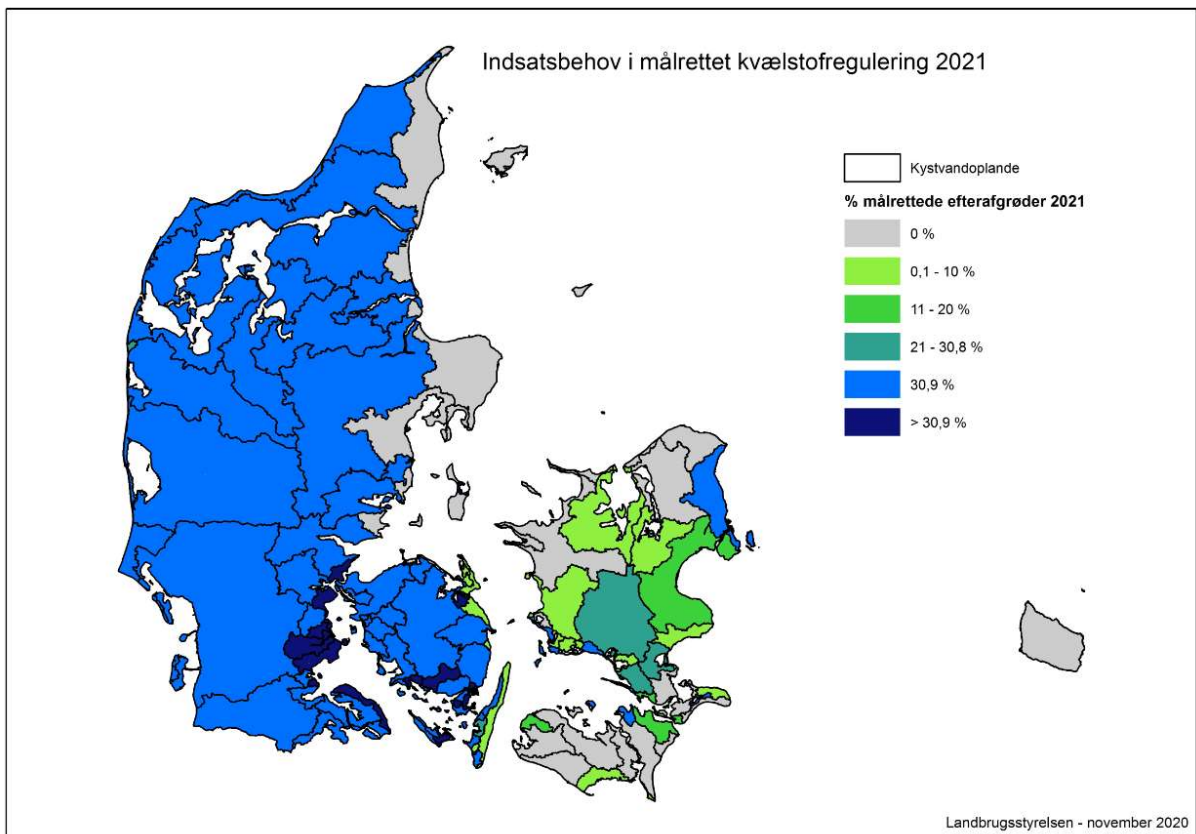 Indsatsbehov i målrettet kvælstofregulering 2021
Kystvandoplande
% målrettede efterafgrøder 2021
0 %
0,1 - 10 %
11 - 20 %
21 - 30,8 %
30,9 %
> 30,9 %
Landbrugsstyrelsen - november 2020